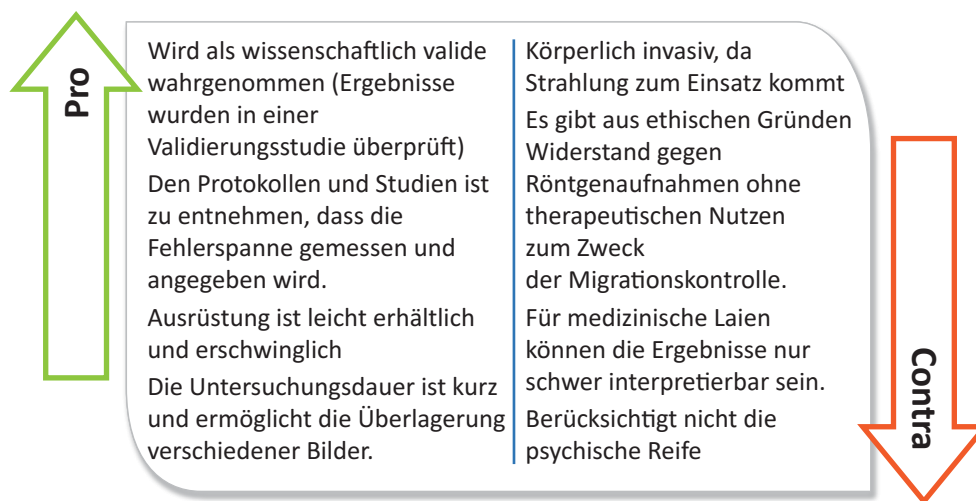 Pro
Wird als wissenschaftlich valide
wahrgenommen (Ergebnisse
wurden in einer
Validierungsstudie überprüft)
Den Protokollen und Studien ist
zu entnehmen, dass die
Fehlerspanne gemessen und
angegeben wird.
Ausrüstung ist leicht erhältlich
und erschwinglich
Die Untersuchungsdauer ist kurz
und ermöglicht die Überlagerung
verschiedener Bilder.
Körperlich invasiv, da
Strahlung zum Einsatz kommt
Es gibt aus ethischen Gründen
Widerstand gegen
Röntgenaufnahmen ohne
therapeutischen Nutzen
zum Zweck
der Migrationskontrolle.
Für medizinische Laien
können die Ergebnisse nur
schwer interpretierbar sein.
Berücksichtigt nicht die
psychische Reife
Contra